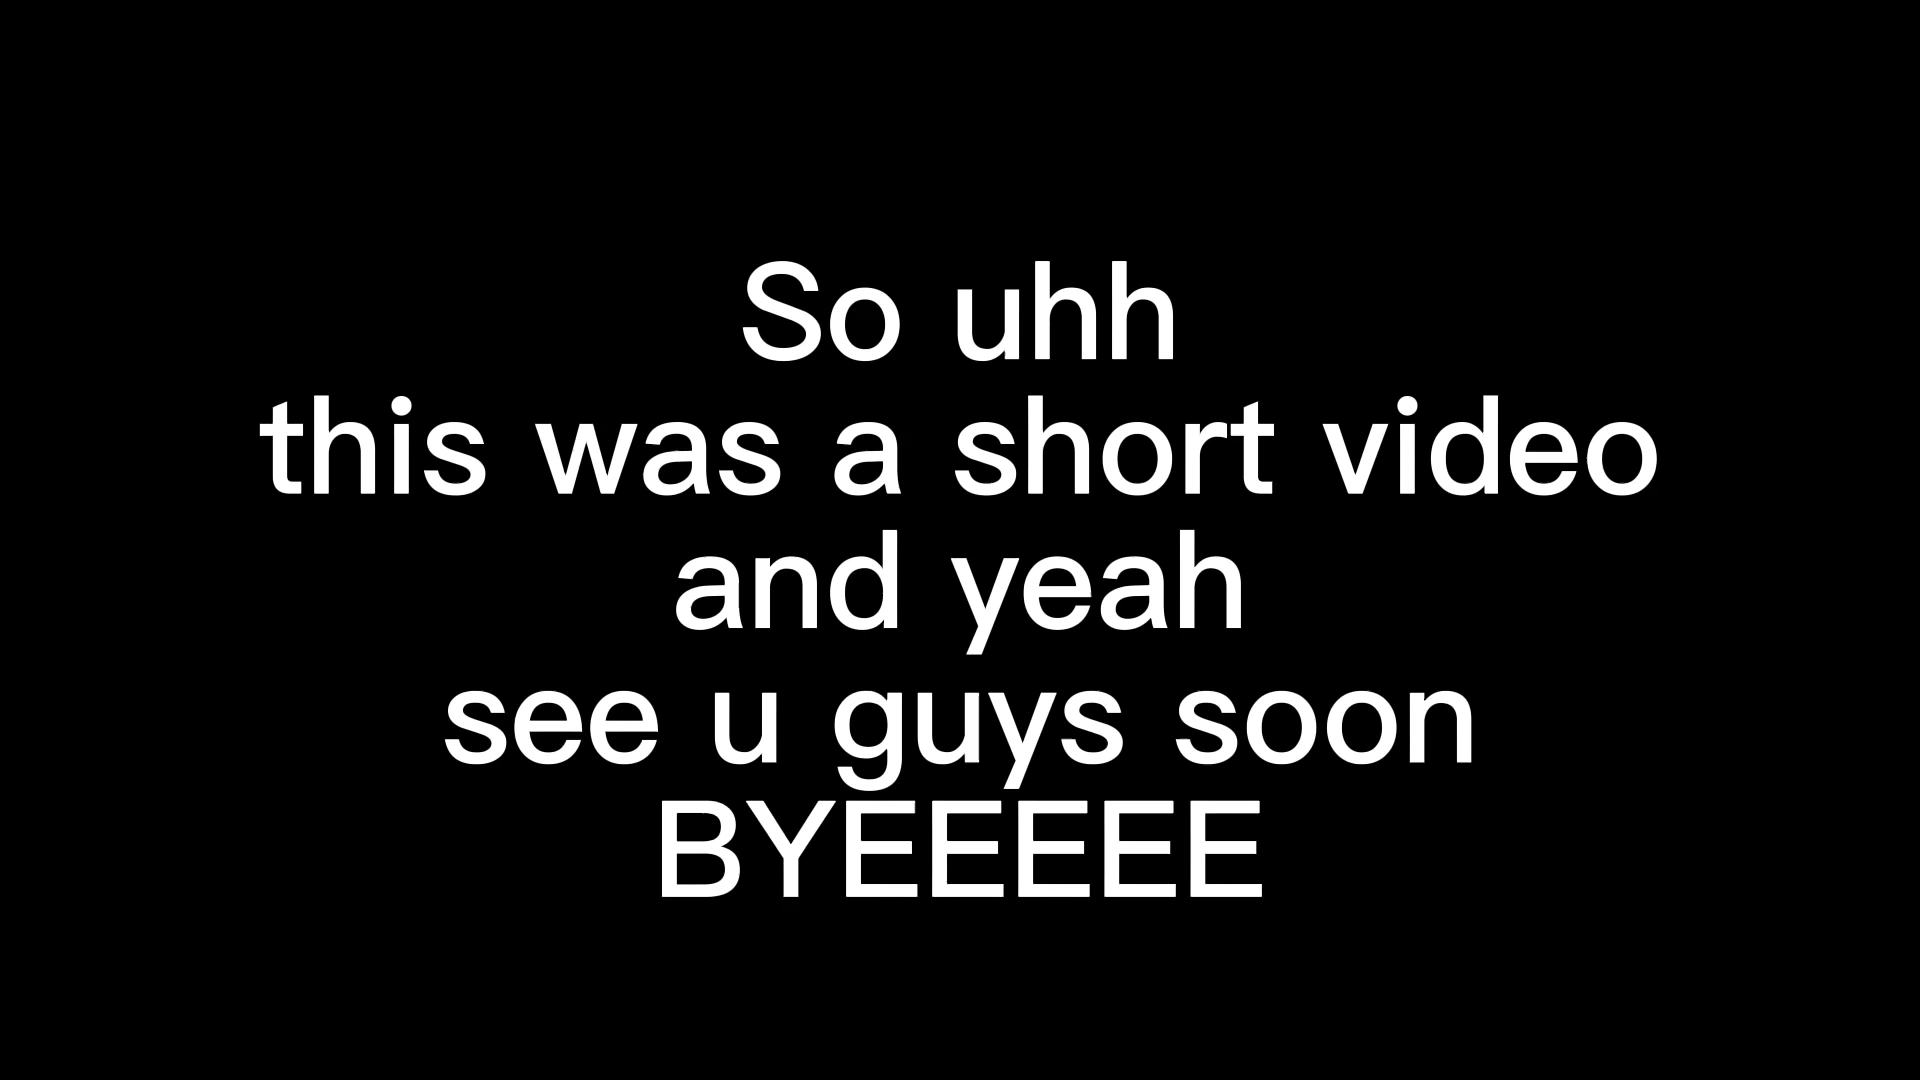 So uhh
this was a short video
and yeah
see u guys soon
BYEEEEE